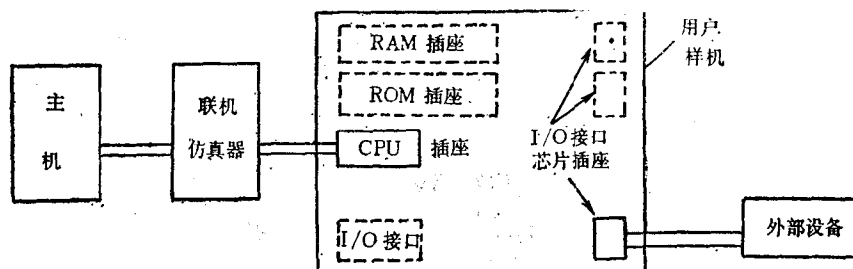 主
机
联机
仿真器
RAM 插座
ROM 插座
CPU 插座
I/O 接口
I/O 接口
芯片插座
用户
样机
外部设备